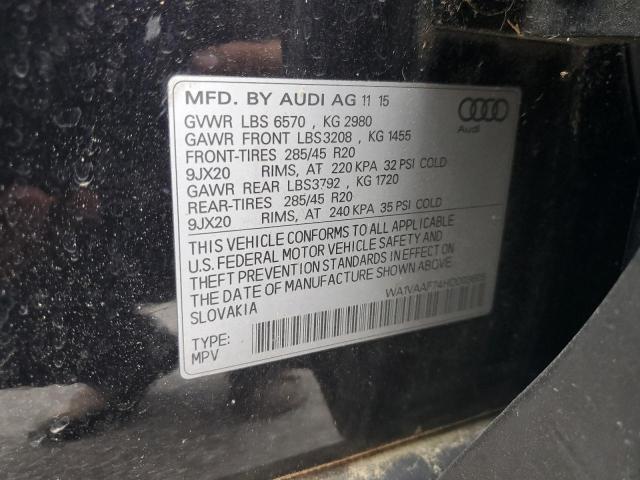 MFD. BY AUDI AG 11 15
GVWR LBS 6570 , KG 2980
GAWR FRONT LBS3208 , KG 1455
FRONT-TIRES 285/45 R20
9JX20 RIMS, AT 220 KPA 32 PSI COLD
GAWR REAR LBS3792 , KG 1720
REAR-TIRES 285/45 R20
9JX20 RIMS, AT 240 KPA 35 PSI COLD
THIS VEHICLE CONFORMS TO ALL APPLICABLE
U.S. FEDERAL MOTOR VEHICLE SAFETY AND
THEFT PREVENTION STANDARDS IN EFFECT ON
THE DATE OF MANUFACTURE SHOWN ABOVE.
SLOVAKIA
TYPE:
MPV
Audi